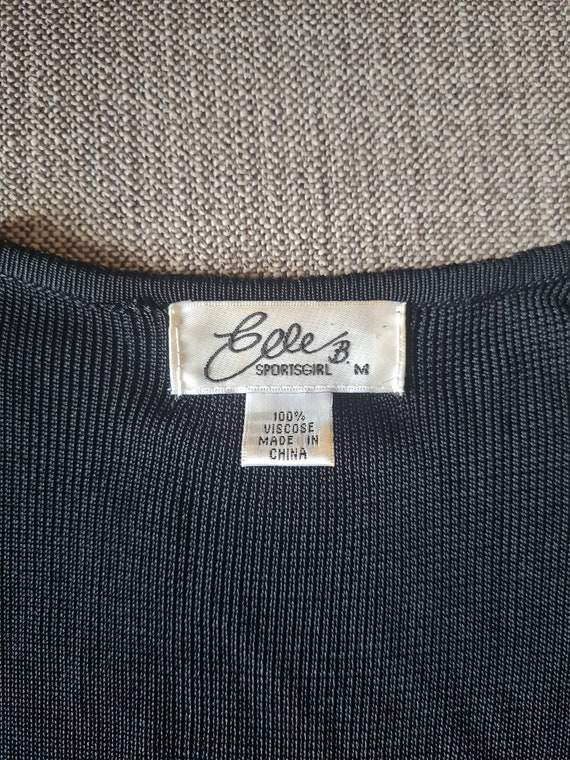 Elle B.
SPORTSGIRL M
100%
VISCOSE
MADE IN
CHINA